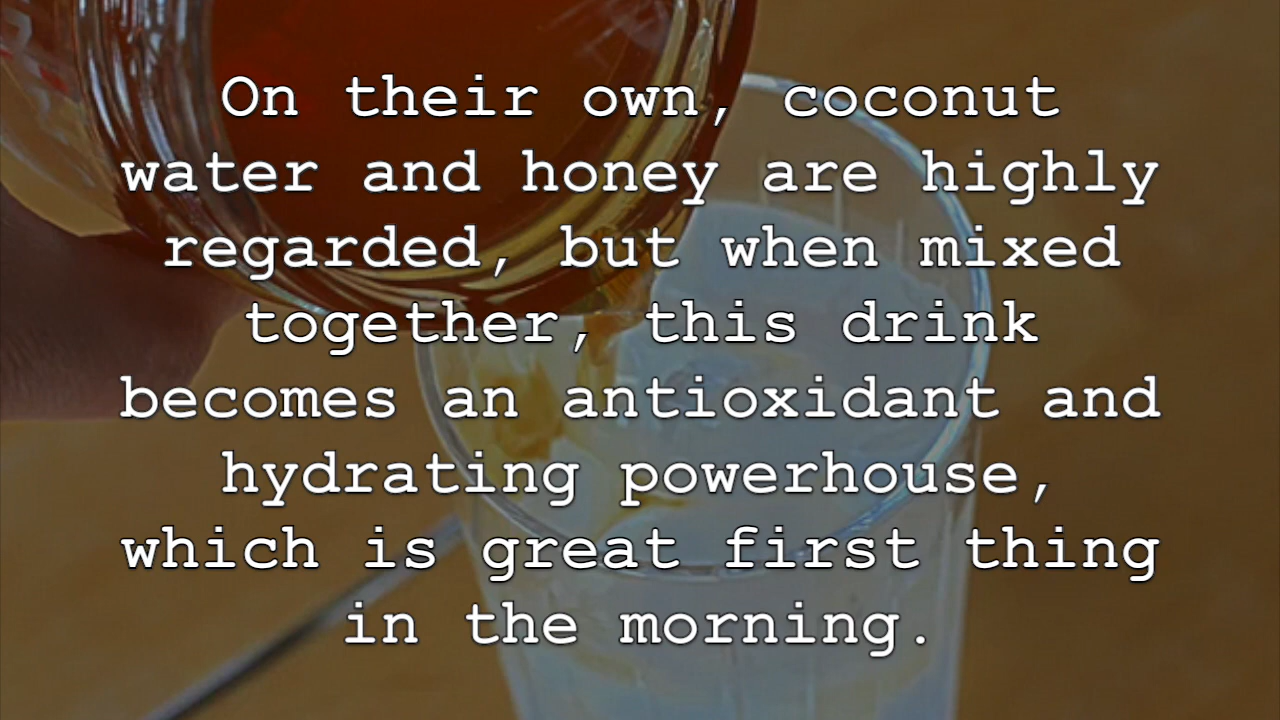 On their own, coconut
water and honey are highly
regarded, but when mixed
together, this drink
becomes an antioxidant and
hydrating powerhouse,
which is great first thing
in the morning.